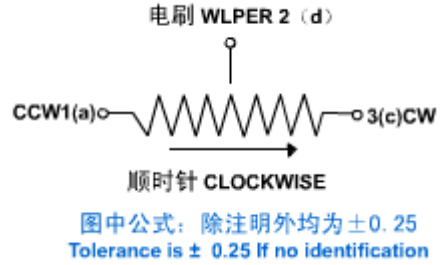 电刷 WLPER 2（d）
CCW1(a) 3(c)CW
顺时针 CLOCKWISE
图中公式：除注明外均为±0.25
Tolerance is ± 0.25 If no identification